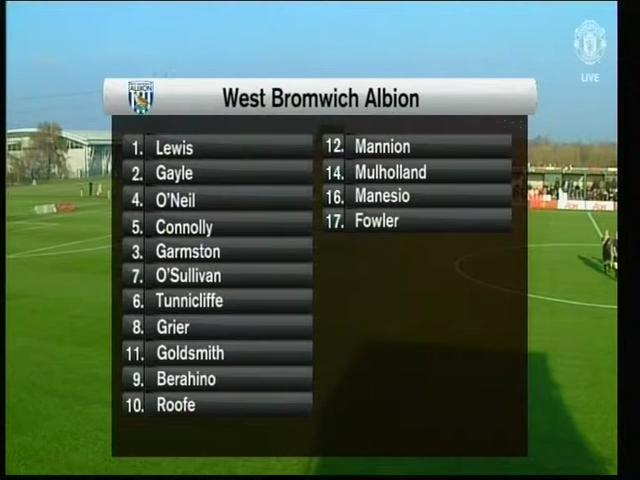 LIVE
ALBION
West Bromwich Albion
1. Lewis
2. Gayle
4. O'Neil
5. Connolly
3. Garmston
7. O'Sullivan
6. Tunnicliffe
8. Grier
11. Goldsmith
9. Berahino
10. Roofe
12. Mannion
14. Mulholland
16. Manesio
17. Fowler